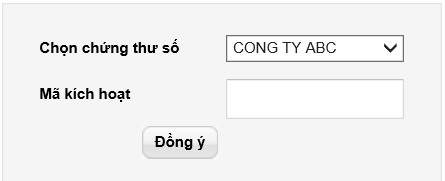 Chọn chứng thư số CONG TY ABC
Mã kích hoạt
Đồng ý